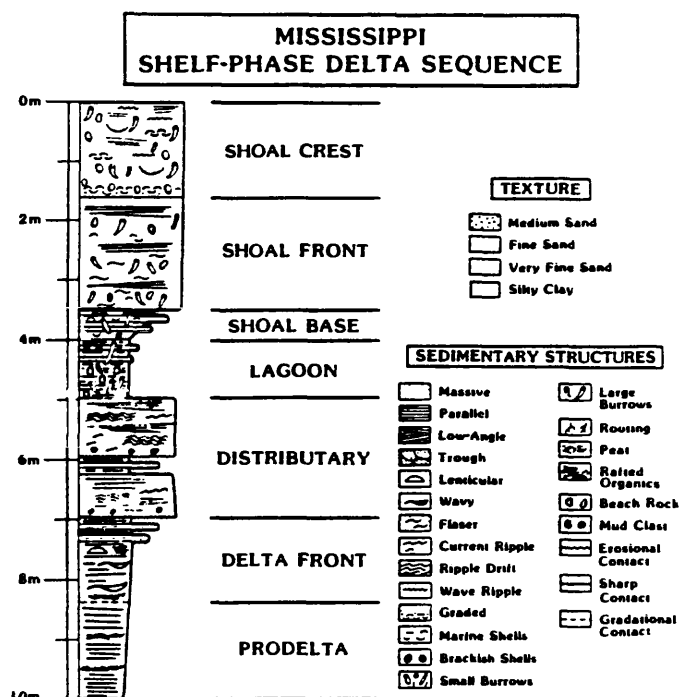 MISSISSIPPI
SHELF-PHASE DELTA SEQUENCE
0m
2m
4m
6m
8m
10m
SHOAL CREST
SHOAL FRONT
SHOAL BASE
LAGOON
DISTRIBUTARY
DELTA FRONT
PRODELTA
TEXTURE
Medium Sand
Fine Sand
Very Fine Sand
Silky Clay
SEDIMENTARY STRUCTURES
Massive
Parallel
Low-Angle
Trough
Lenticular
Wavy
Flaser
Current Ripple
Ripple Drift
Wave Ripple
Graded
Marine Shells
Brackish Shells
Small Burrows
Large
Burrows
Routing
Peat
Rafted
Organics
Beach Rock
Mud Clast
Erosional
Contact
Sharp
Contact
Gradational
Contact